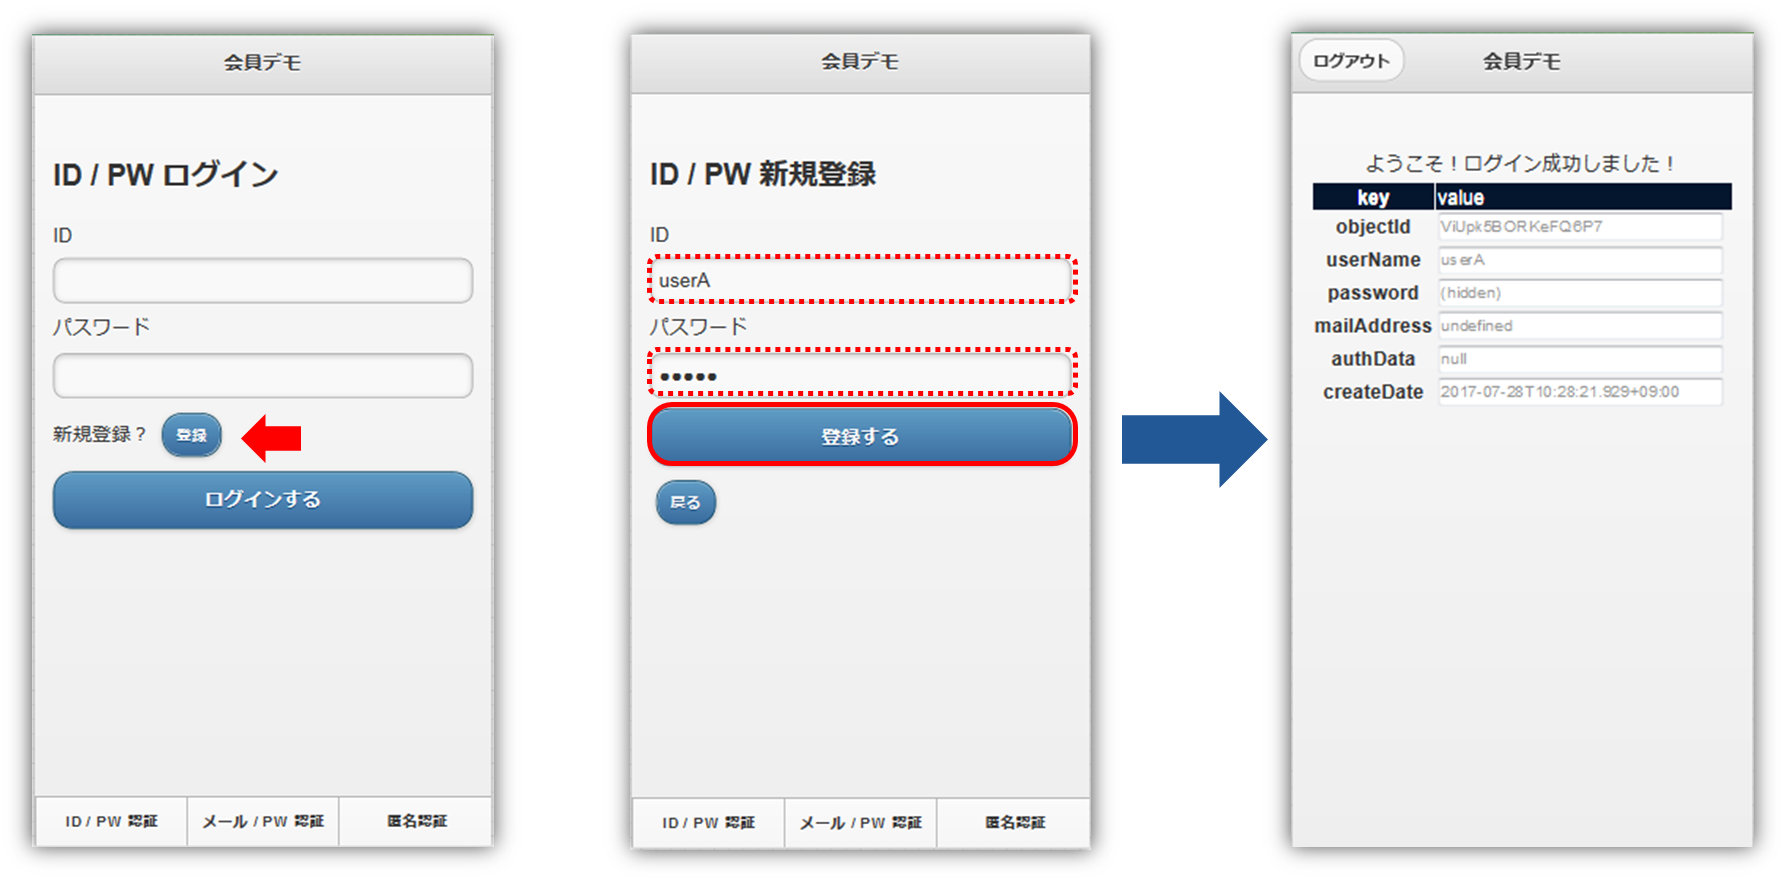 会員デモ
ID / PW ログイン
ID
パスワード
新規登録？ 登録
ログインする
ID / PW 認証 メール / PW 認証 匿名認証
会員デモ
ID / PW 新規登録
ID
userA
パスワード
●●●●●
登録する
戻る
ID / PW 認証 メール / PW 認証 匿名認証
ログアウト 会員デモ
ようこそ！ログイン成功しました！
key value
objectId ViUpk5BORKeFQ6P7
userName userA
password (hidden)
mailAddress undefined
authData null
createDate 2017-07-28T10:28:21.929+09:00